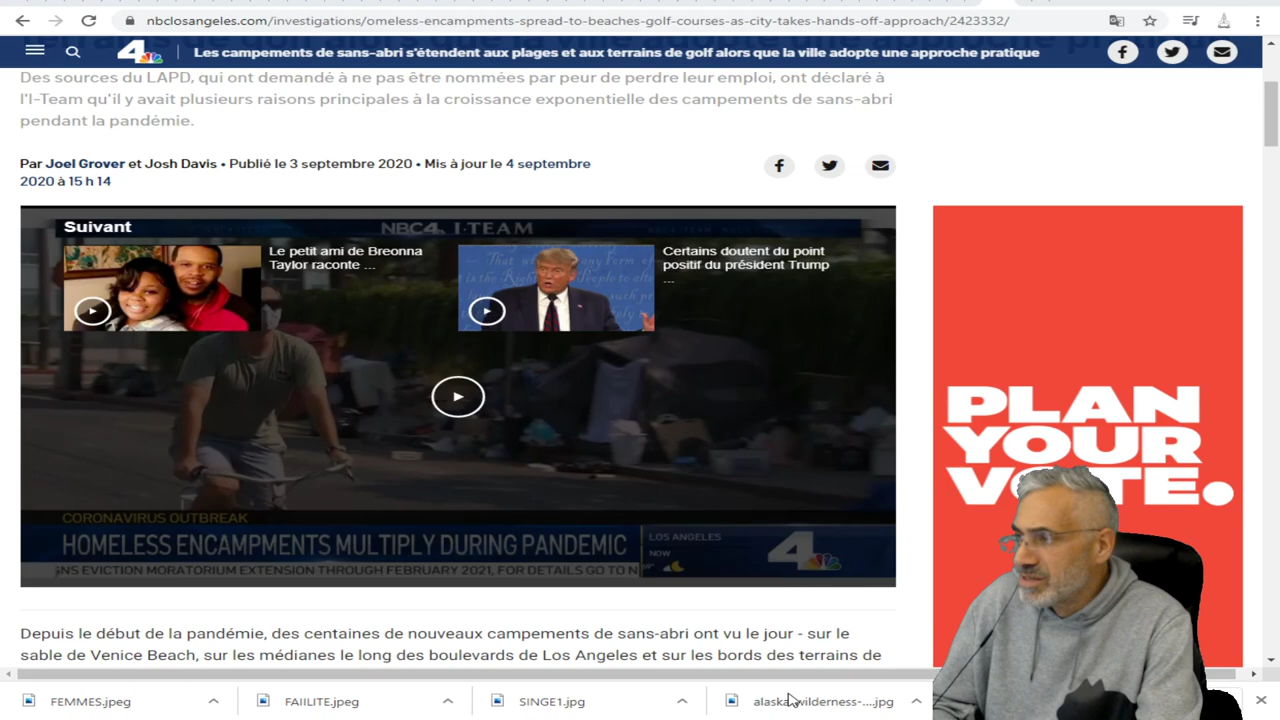 nbclosangeles.com/investigations/omeless-encampments-spread-to-beaches-golf-courses-as-city-takes-hands-off-approach/2423332/
4
Les campements de sans-abri s'étendent aux plages et aux terrains de golf alors que la ville adopte une approche pratique
Des sources du LAPD, qui ont demandé à ne pas être nommées par peur de perdre leur emploi, ont déclaré à
l'I-Team qu'il y avait plusieurs raisons principales à la croissance exponentielle des campements de sans-abri
pendant la pandémie.
Par Joel Grover et Josh Davis • Publié le 3 septembre 2020 • Mis à jour le 4 septembre
2020 à 15 h 14
Suivant
NBC4 I-TEAM
Le petit ami de Breonna
Taylor raconte ...
Certains doutent du point
positif du président Trump
...
CORONAVIRUS OUTBREAK
HOMELESS ENCAMPMENTS MULTIPLY DURING PANDEMIC
NS EVICTION MORATORIUM EXTENSION THROUGH FEBRUARY 2021, FOR DETAILS GO TO N
LOS ANGELES
NOW
4
PLAN
YOUR
VOTE.
Depuis le début de la pandémie, des centaines de nouveaux campements de sans-abri ont vu le jour - sur le
sable de Venice Beach, sur les médianes le long des boulevards de Los Angeles et sur les bords des terrains de
FEMMES.jpeg
FAIILITE.jpeg
SINGE1.jpg
alaska-wilderness-....jpg